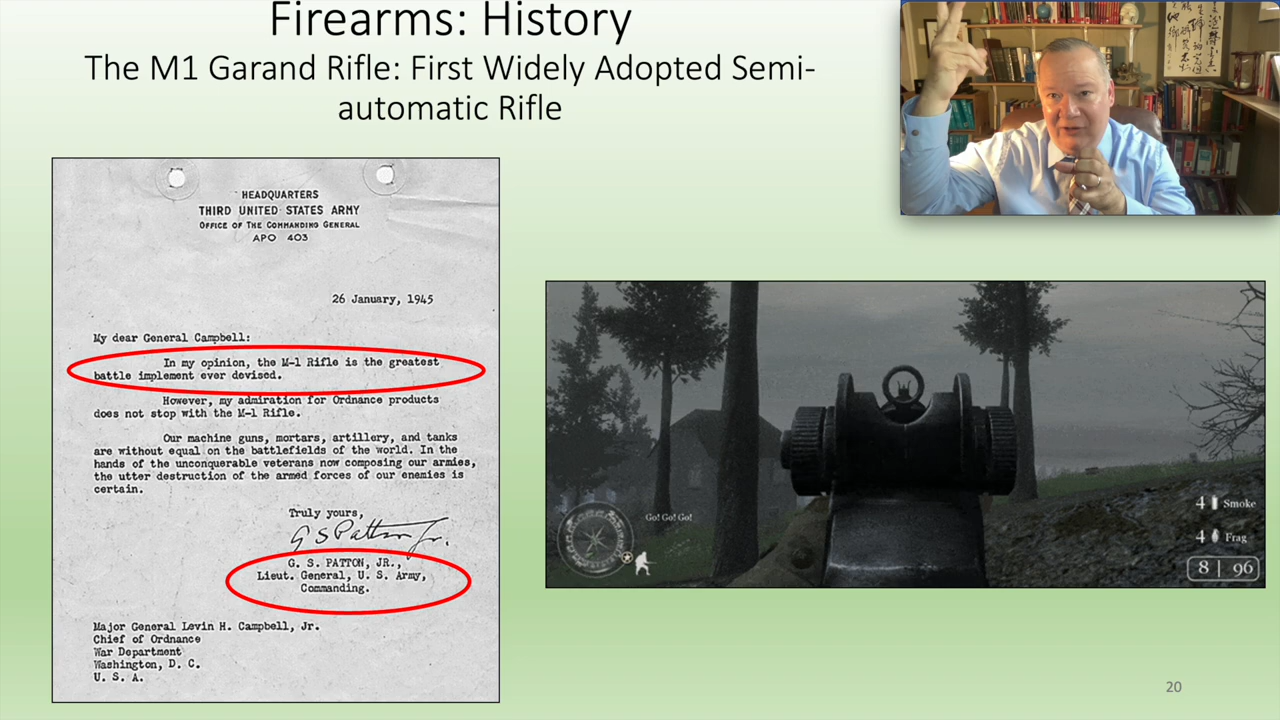 Firearms: History
The M1 Garand Rifle: First Widely Adopted Semi-
automatic Rifle
HEADQUARTERS
THIRD UNITED STATES ARMY
OFFICE OF THE COMMANDING GENERAL
APO 403
26 January, 1945
My dear General Campbell:
In my opinion, the M-1 Rifle is the greatest
battle implement ever devised.
However, my admiration for Ordnance products
does not stop with the M-1 Rifle.
Our machine guns, mortars, artillery, and tanks
are without equal on the battlefields of the world. In the
hands of the unconquerable veterans now composing our armies,
the utter destruction of the armed forces of our enemies is
certain.
Truly yours,
G S Patton Jr.
G. S. PATTON, JR.,
Lieut. General, U. S. Army,
Commanding.
Major General Levin H. Campbell, Jr.
Chief of Ordnance
War Department
Washington, D. C.
U. S. A.
Go! Go! Go!
4 Smoke
4 Frag
8 | 96
20